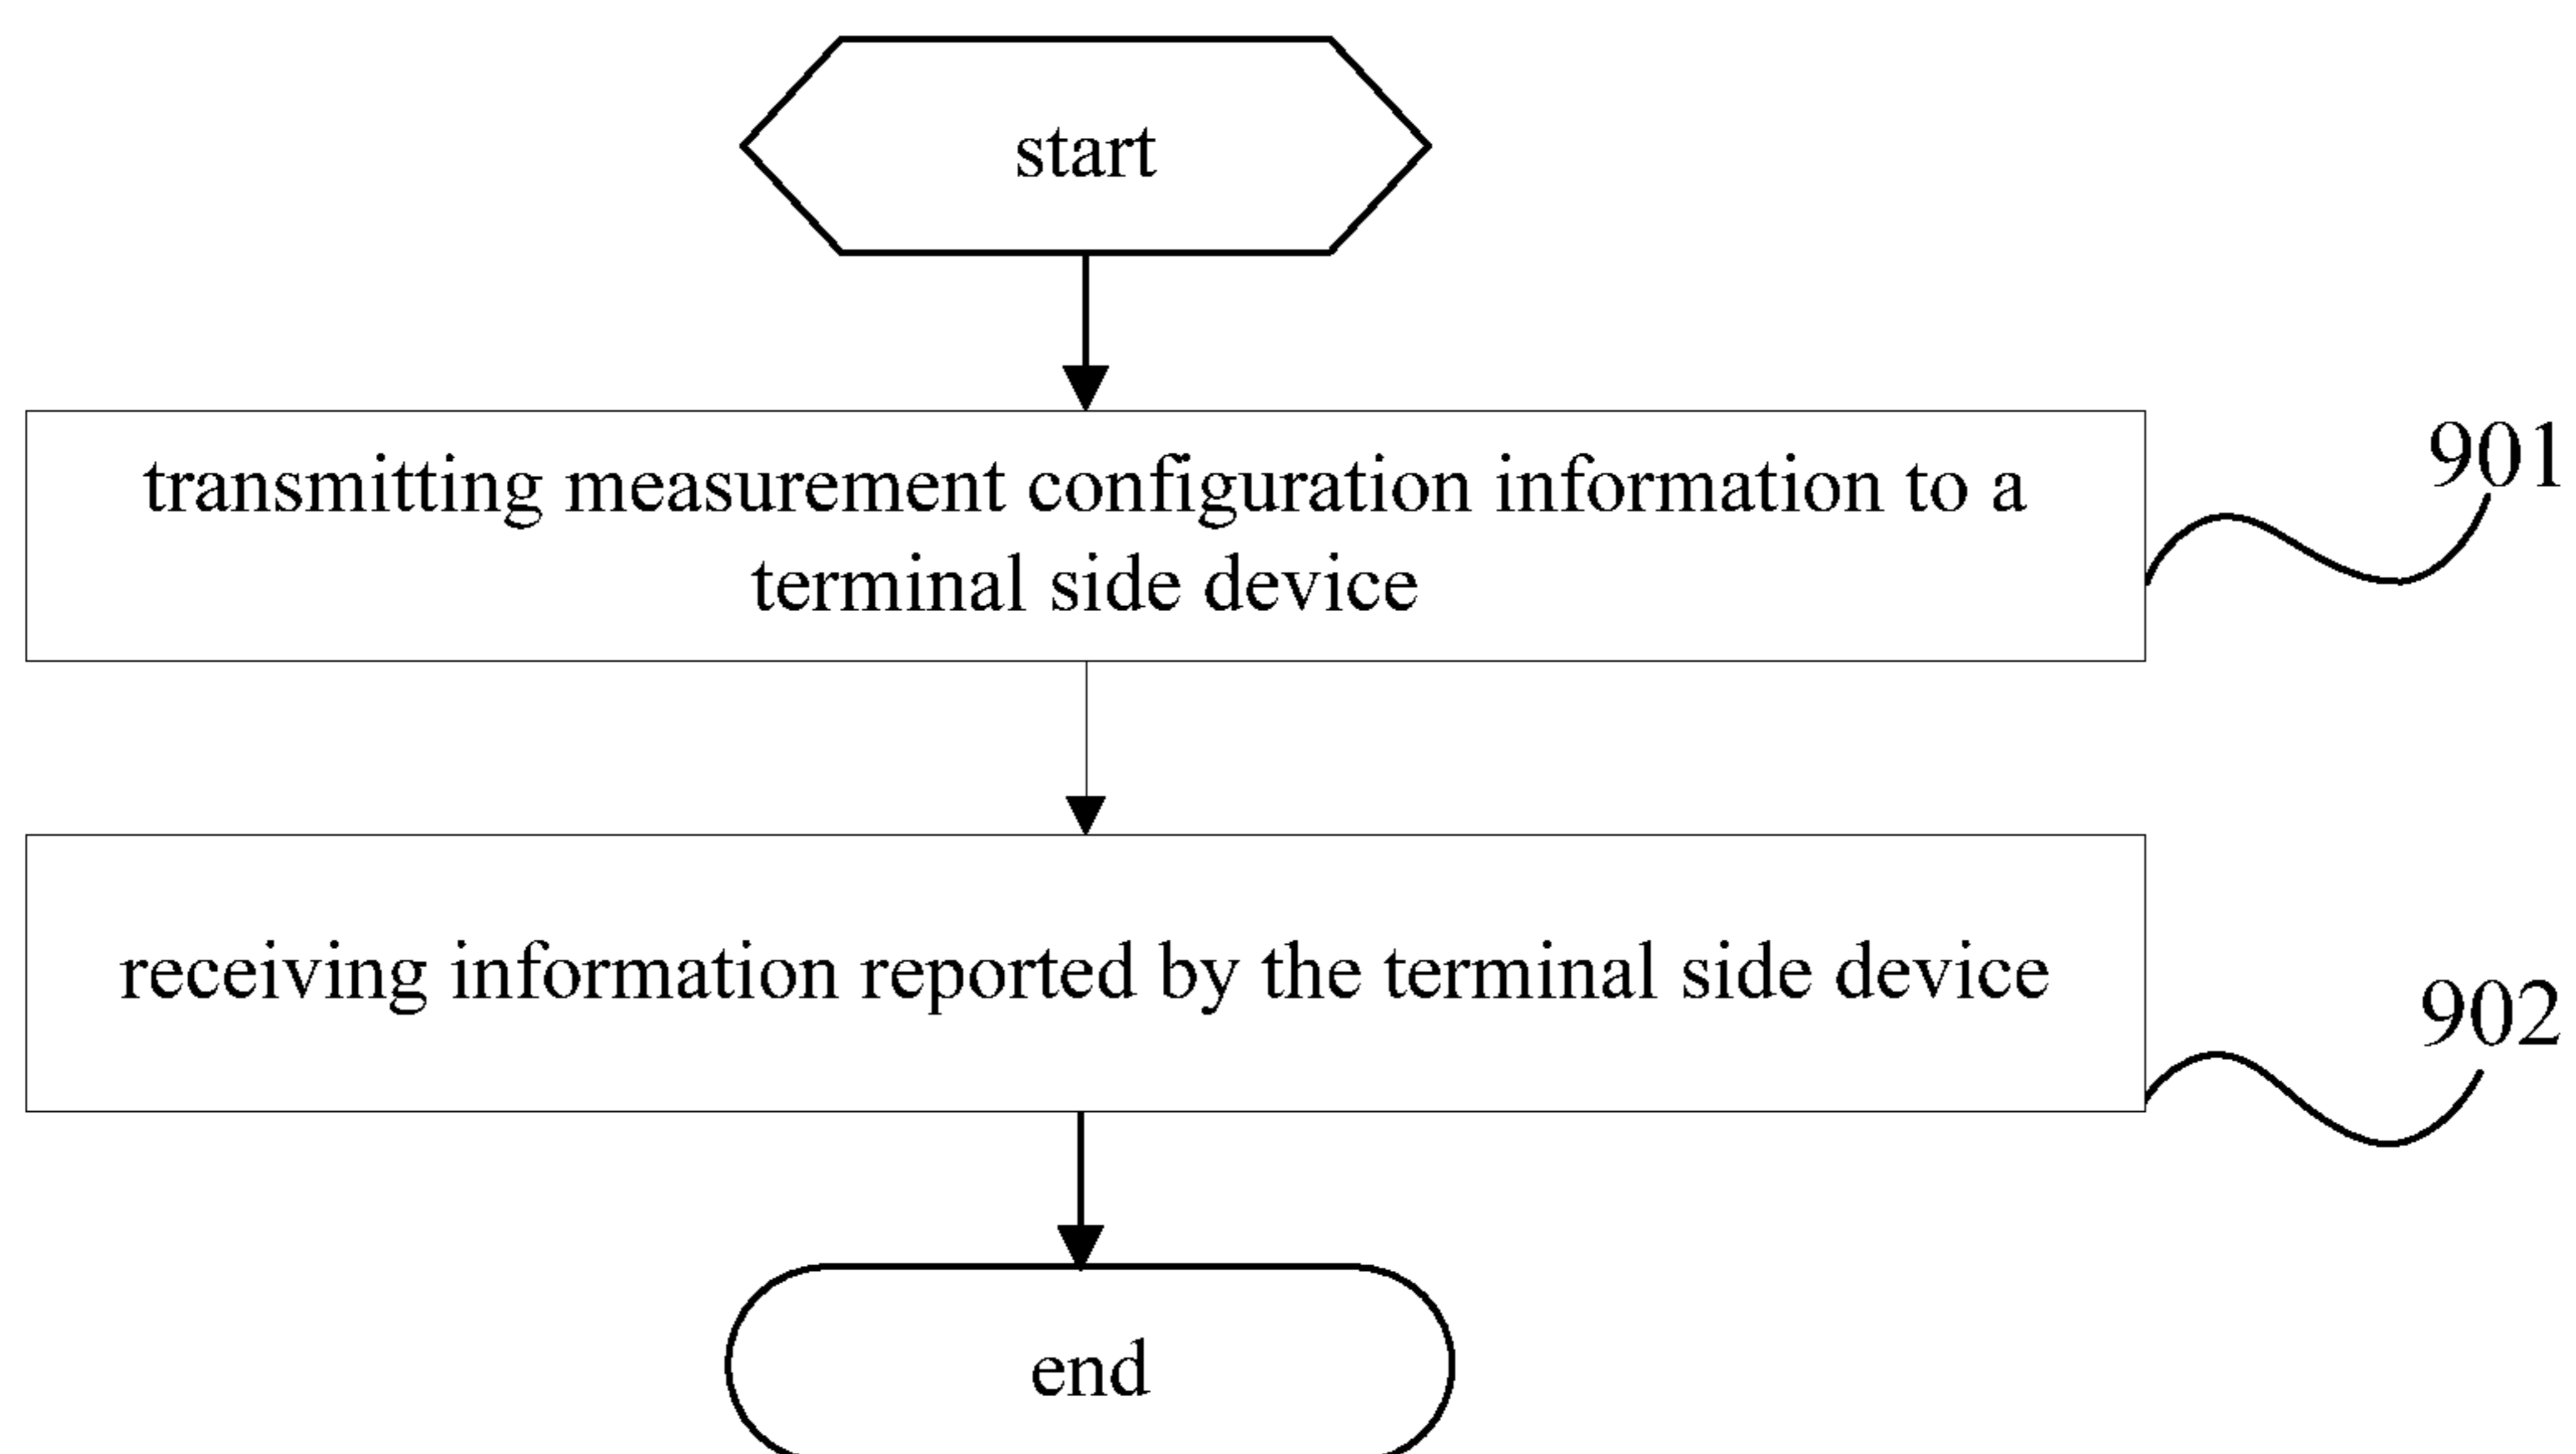 start
transmitting measurement configuration information to a
terminal side device
901
receiving information reported by the terminal side device
902
end